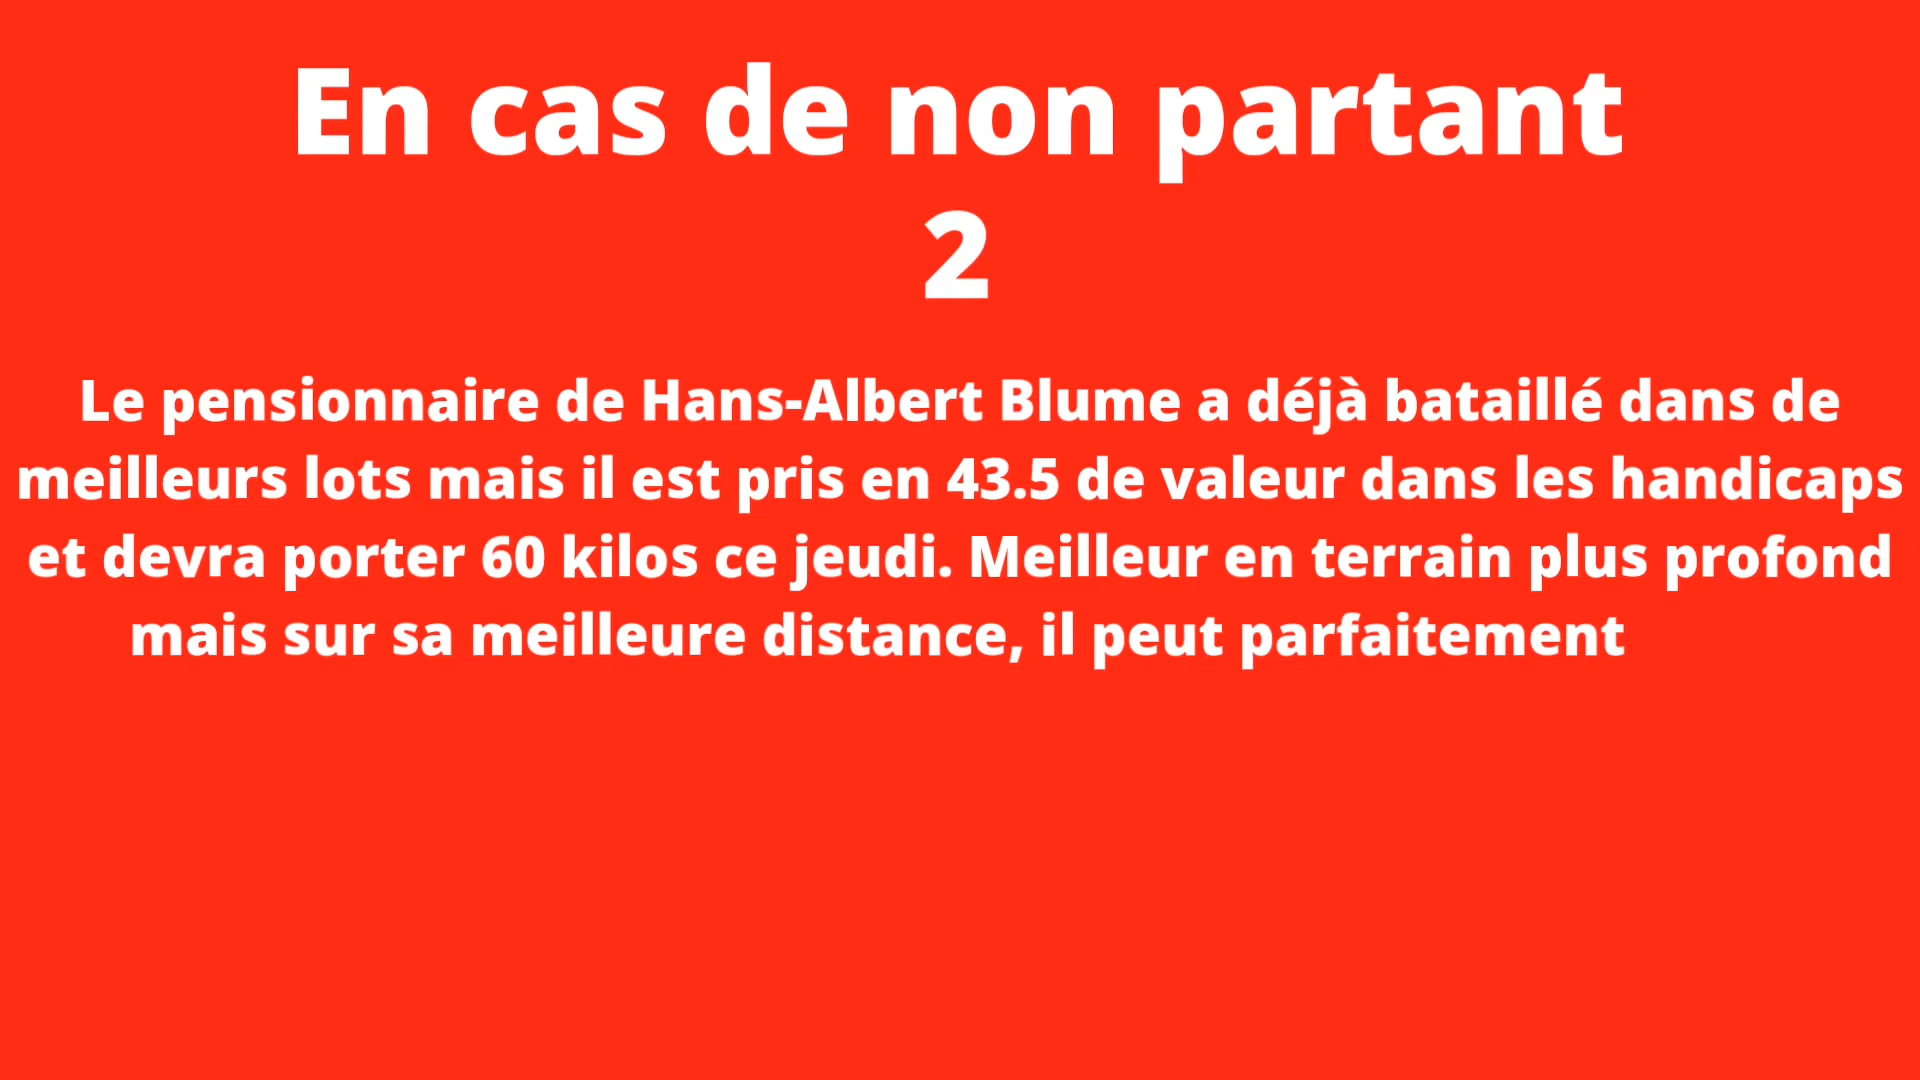 En cas de non partant
2
Le pensionnaire de Hans-Albert Blume a déjà bataillé dans de
meilleurs lots mais il est pris en 43.5 de valeur dans les handicaps
et devra porter 60 kilos ce jeudi. Meilleur en terrain plus profond
mais sur sa meilleure distance, il peut parfaitement